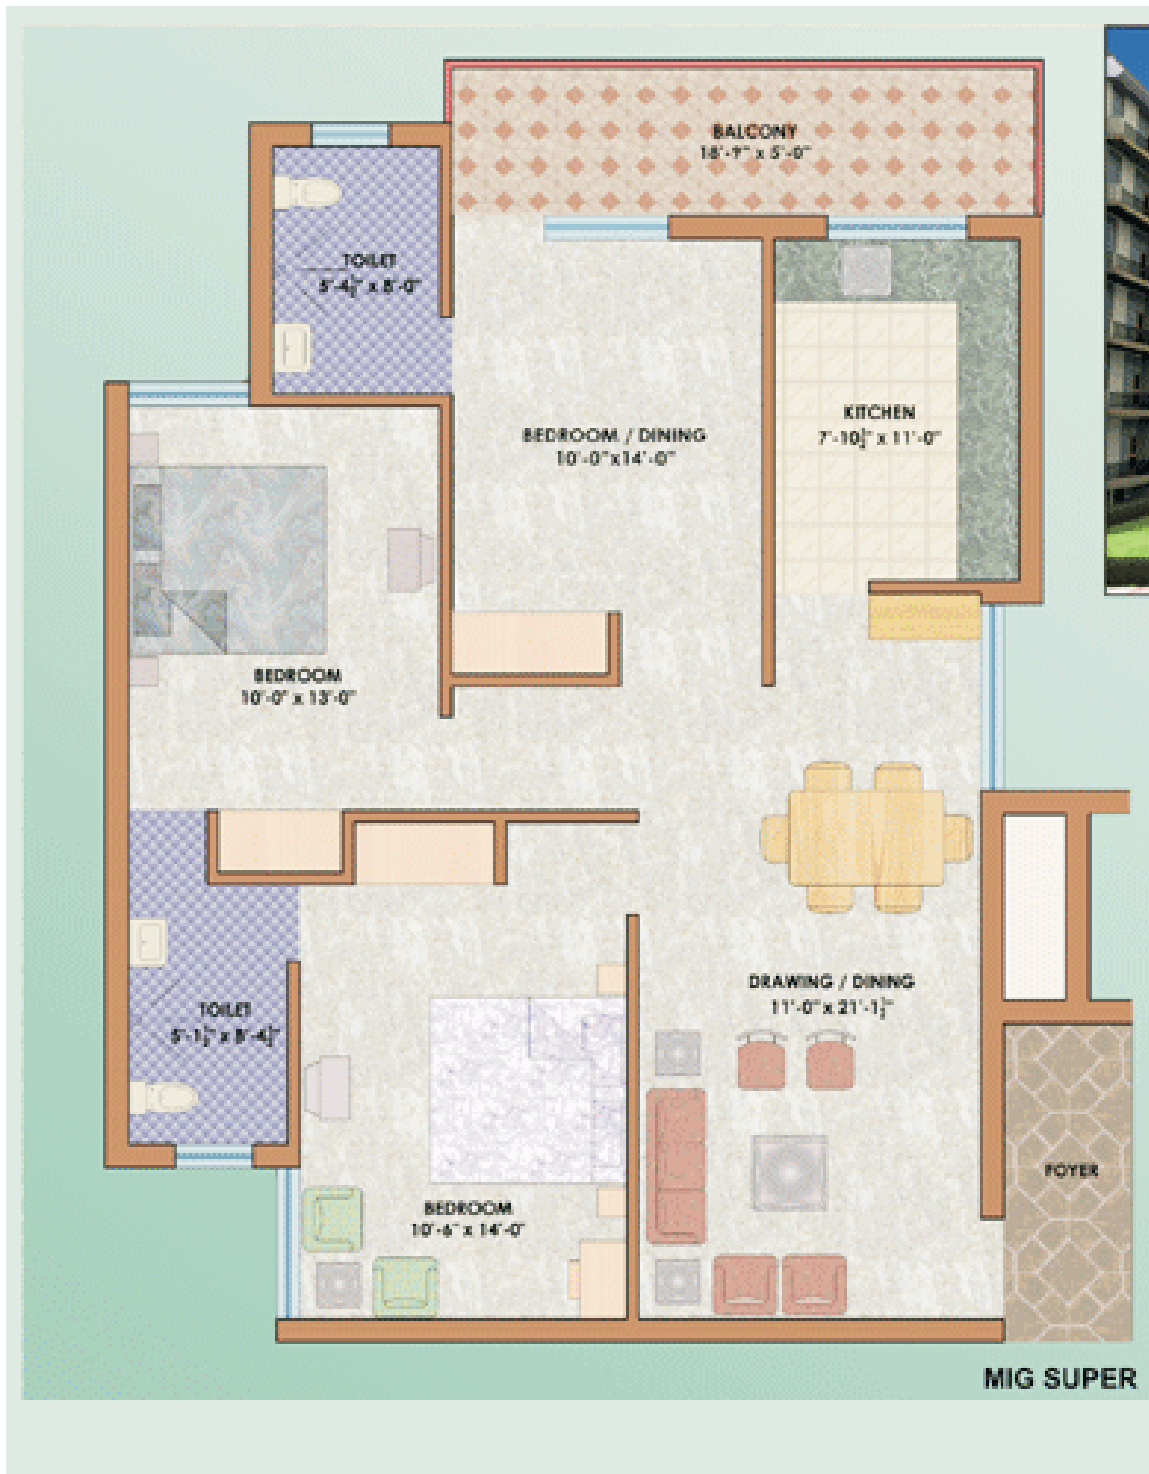 BALCONY
18'-9" x 5'-0"
TOILET
5'-4½" x 8'-0"
BEDROOM / DINING
10'-0"x14'-0"
KITCHEN
7'-10½" x 11'-0"
BEDROOM
10'-0" x 13'-0"
DRAWING / DINING
11'-0" x 21'-1½"
TOILET
5'-1½" x 8'-4½"
FOYER
BEDROOM
10'-6" x 14'-0"
MIG SUPER